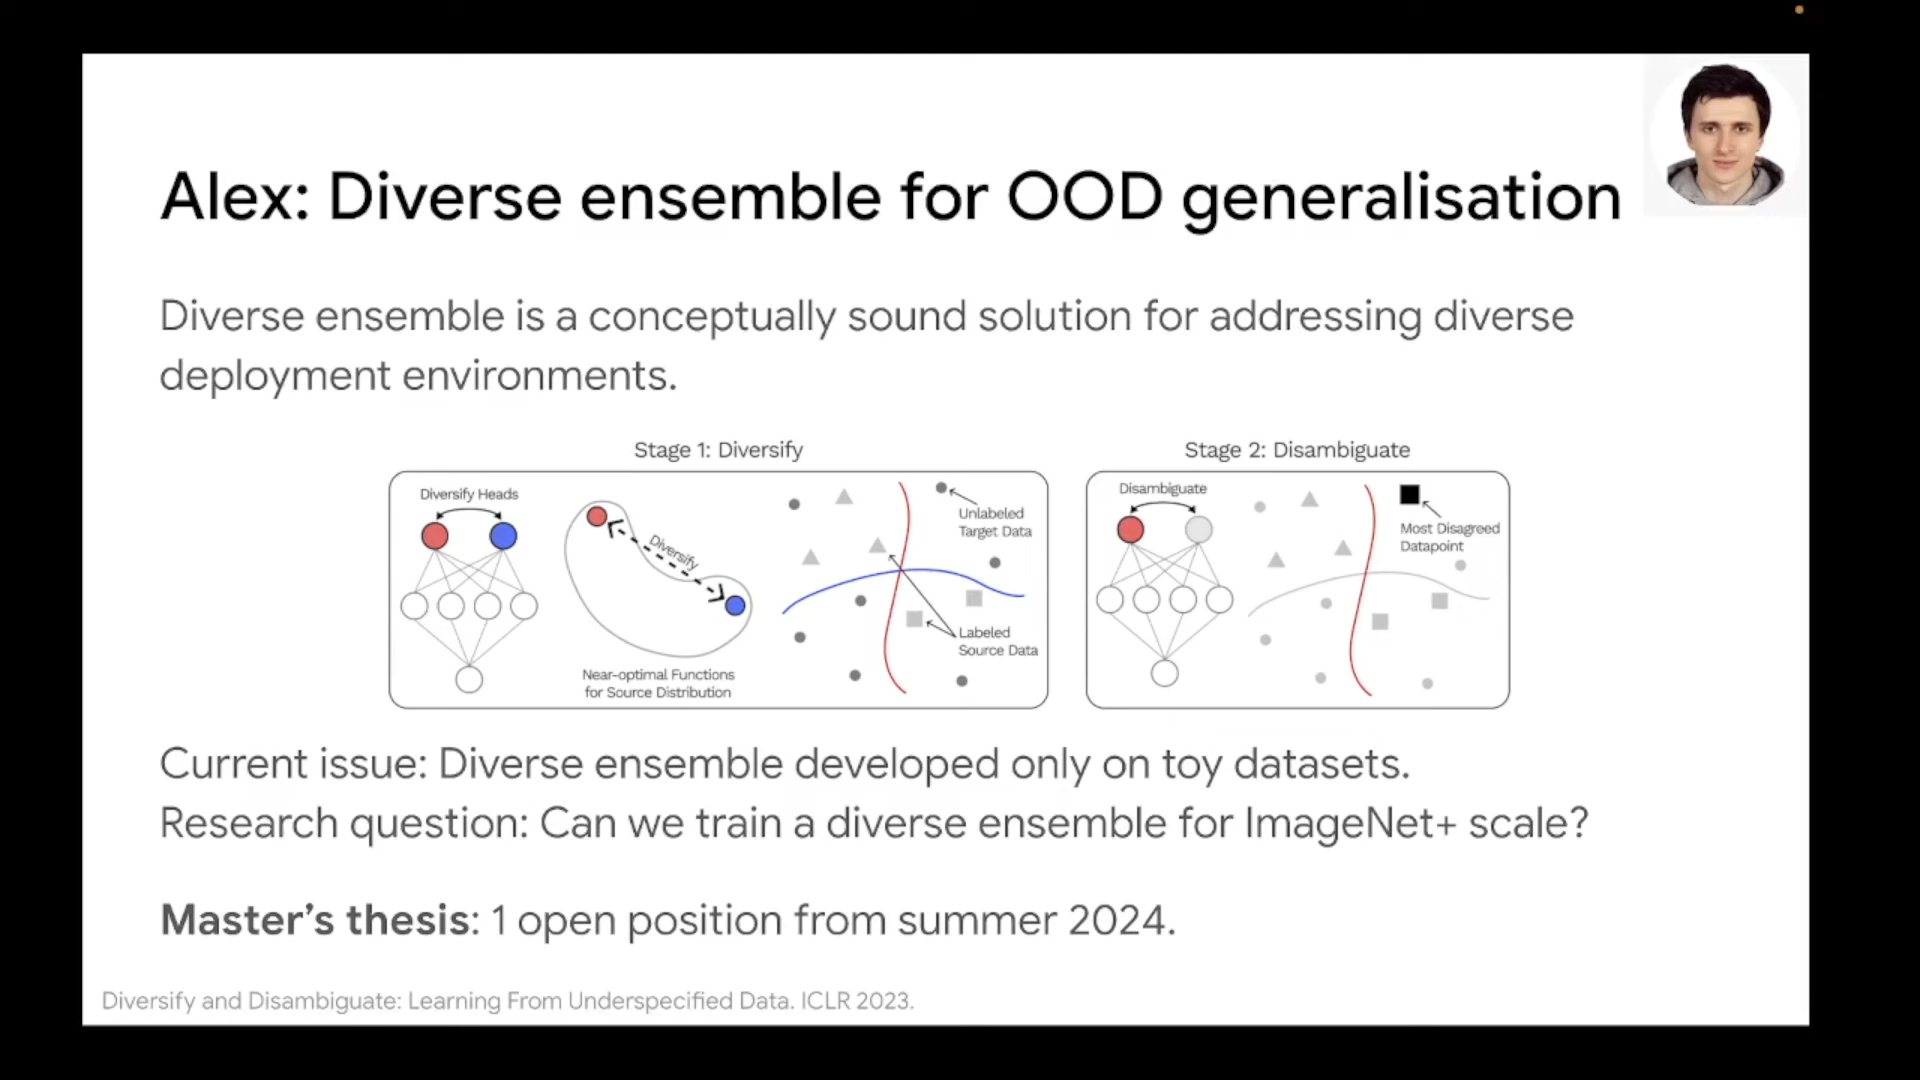 Alex: Diverse ensemble for OOD generalisation
Diverse ensemble is a conceptually sound solution for addressing diverse
deployment environments.
Stage 1: Diversify
Diversify Heads
Diversify
Near-optimal Functions
for Source Distribution
Unlabeled
Target Data
Labeled
Source Data
Stage 2: Disambiguate
Disambiguate
Most Disagreed
Datapoint
Current issue: Diverse ensemble developed only on toy datasets.
Research question: Can we train a diverse ensemble for ImageNet+ scale?
Master’s thesis: 1 open position from summer 2024.
Diversify and Disambiguate: Learning From Underspecified Data. ICLR 2023.